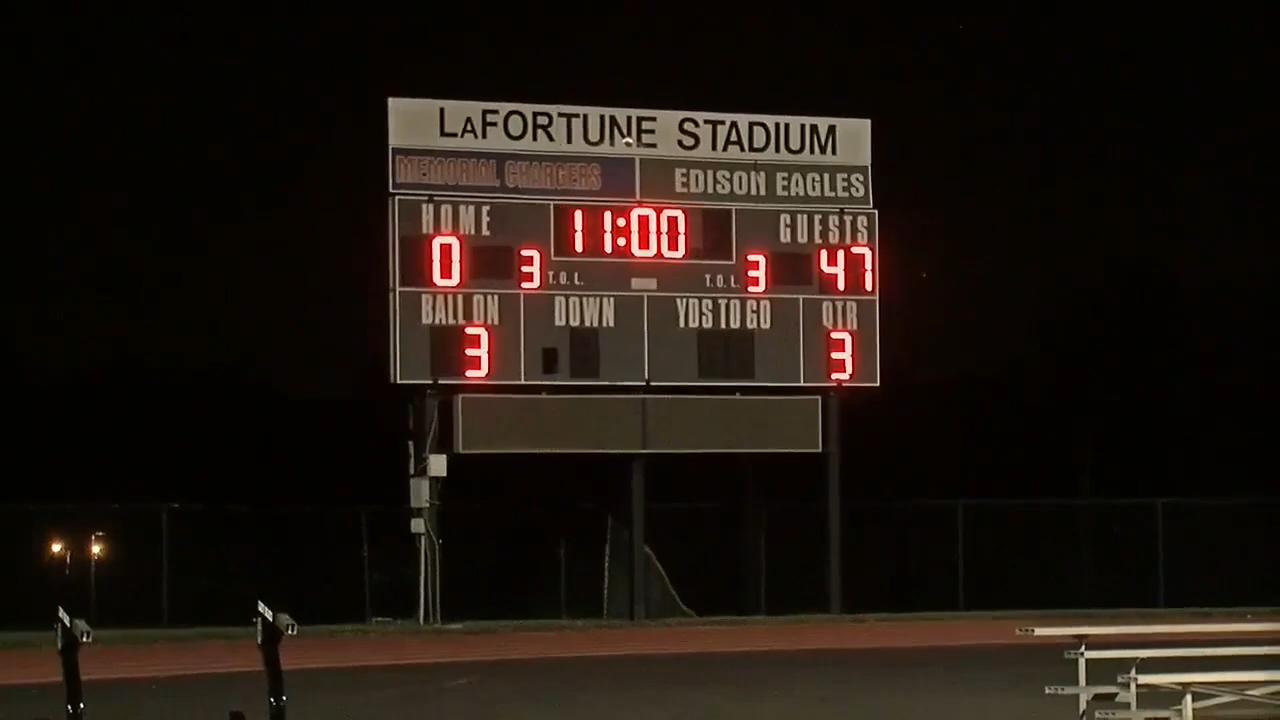 LAFORTUNE STADIUM
MEMORIAL CHARGERS EDISON EAGLES
HOME 11:00 GUESTS
0 3 T.O.L. T.O.L. 3 47
BALL ON DOWN YDS TO GO QTR
3 3